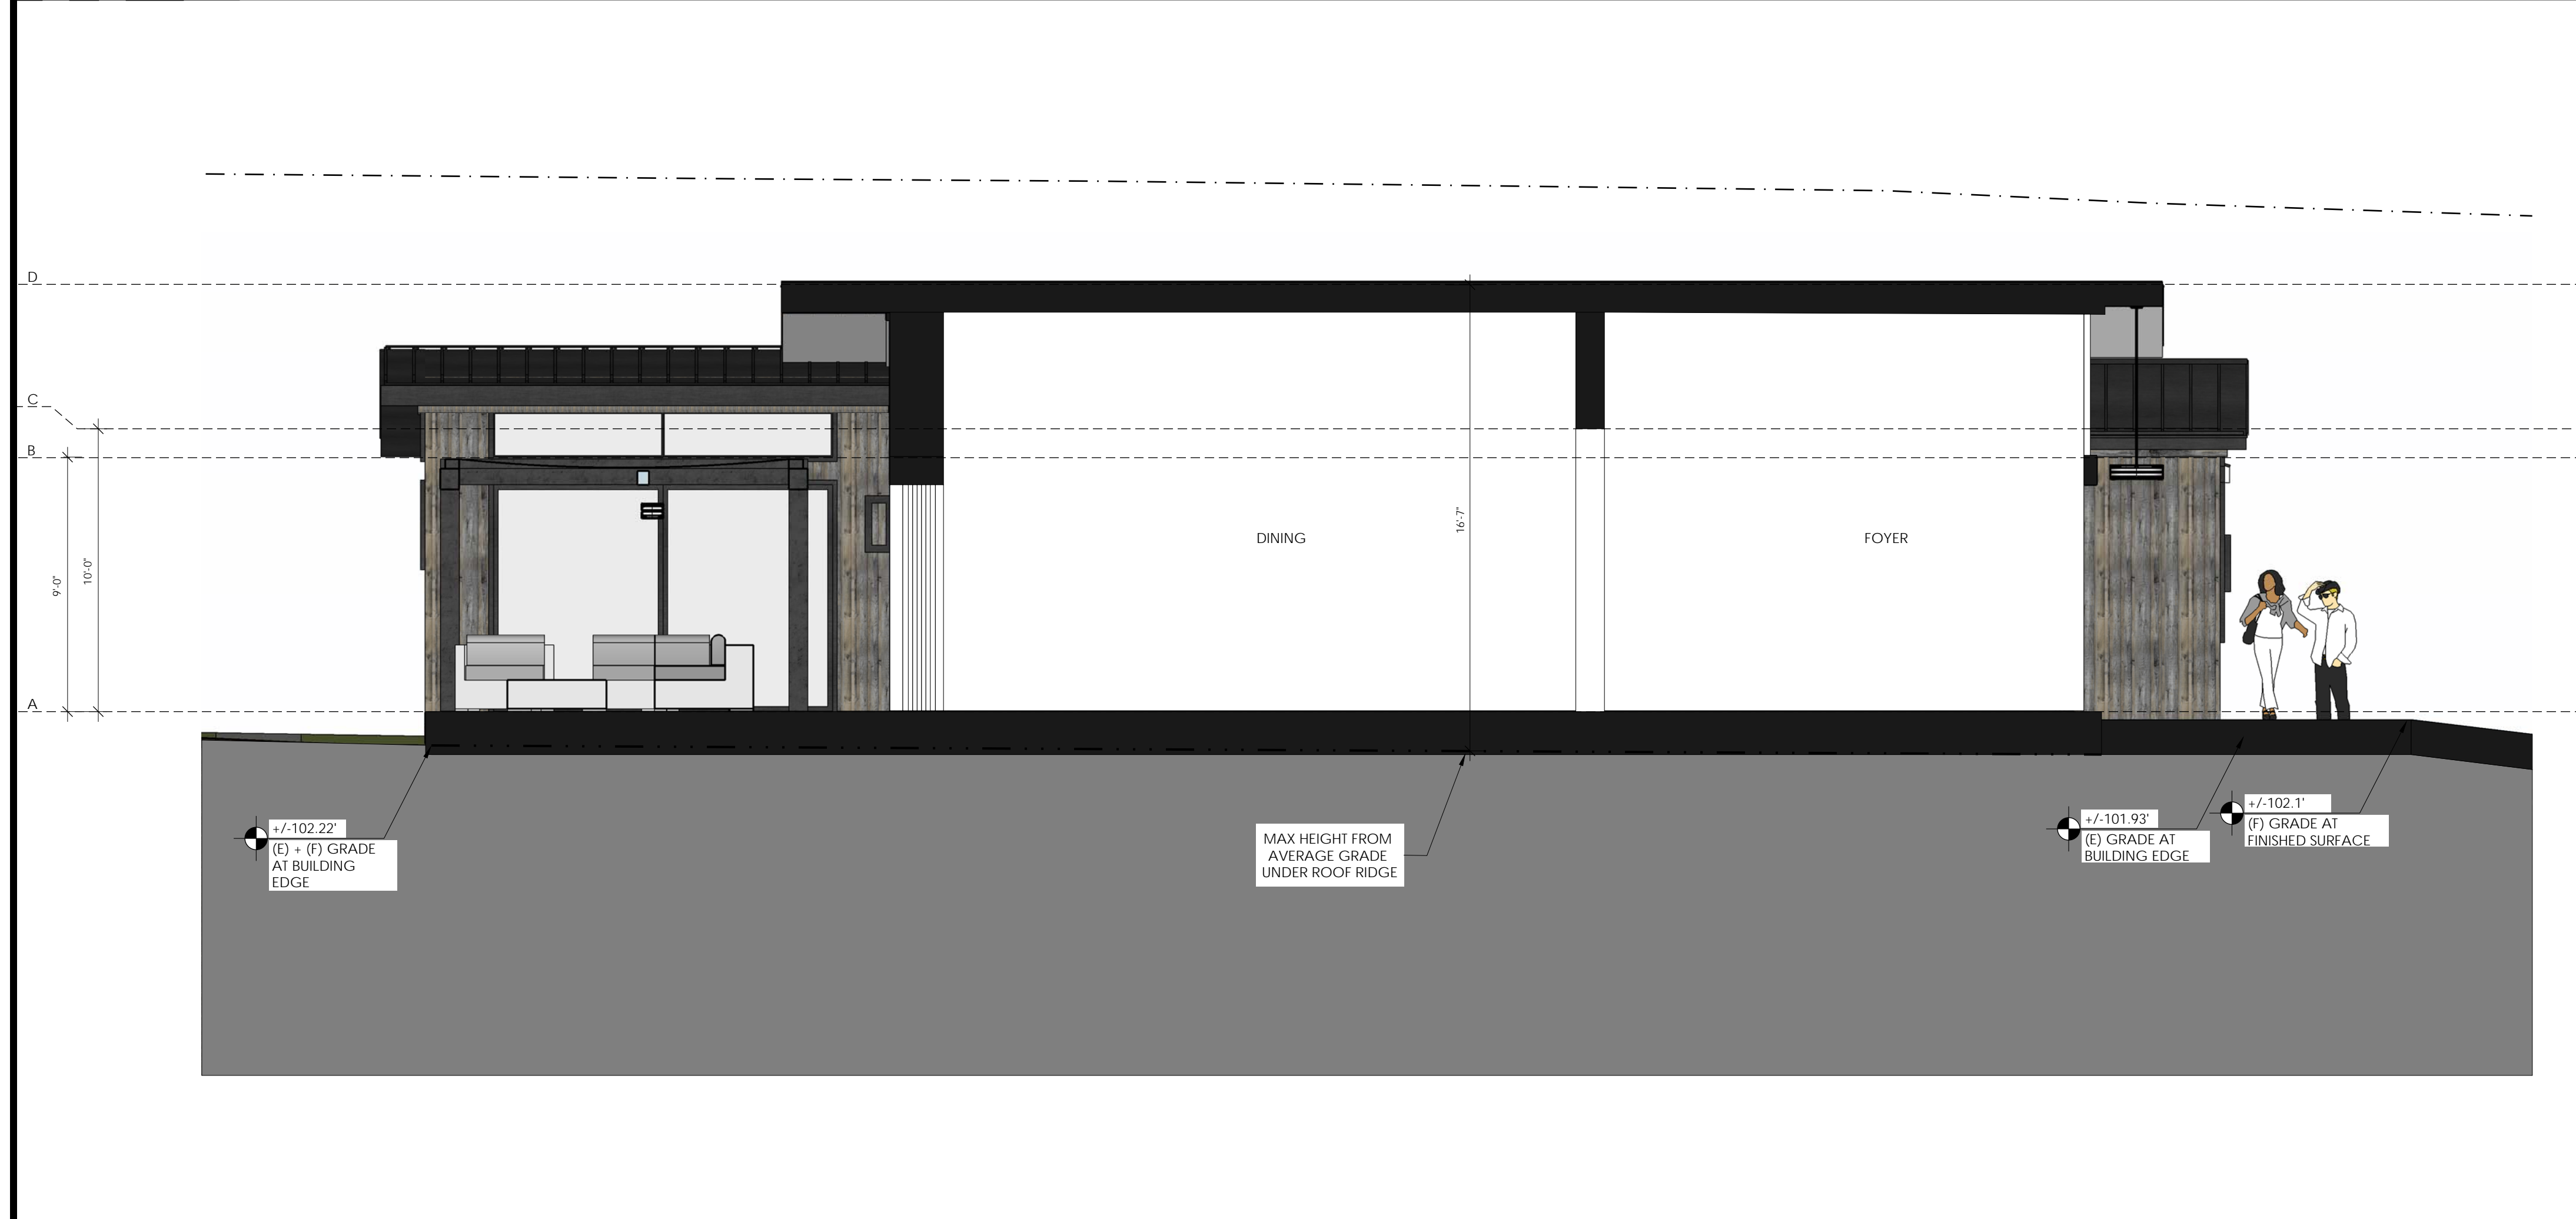 D
C
B
A
9'-0"
10'-0"
16'-7"
DINING
FOYER
+/-102.22'
(E) + (F) GRADE
AT BUILDING
EDGE
MAX HEIGHT FROM
AVERAGE GRADE
UNDER ROOF RIDGE
+/-101.93'
(E) GRADE AT
BUILDING EDGE
+/-102.1'
(F) GRADE AT
FINISHED SURFACE